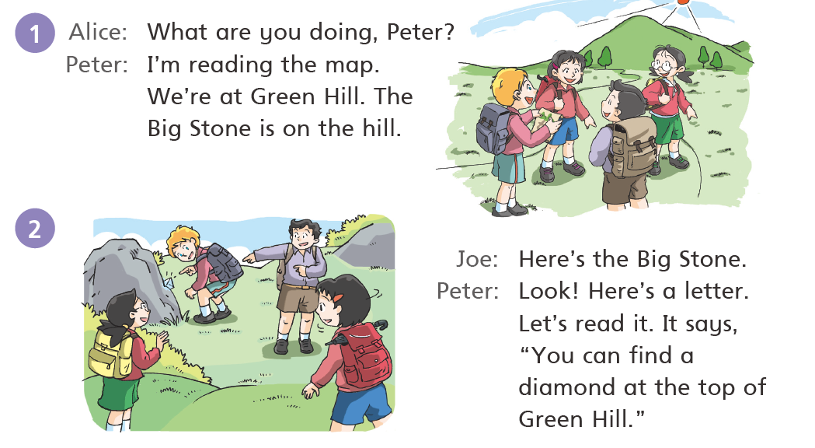 1 Alice: What are you doing, Peter?
Peter: I'm reading the map.
We're at Green Hill. The
Big Stone is on the hill.
2
Joe: Here's the Big Stone.
Peter: Look! Here's a letter.
Let's read it. It says,
“You can find a
diamond at the top of
Green Hill.”